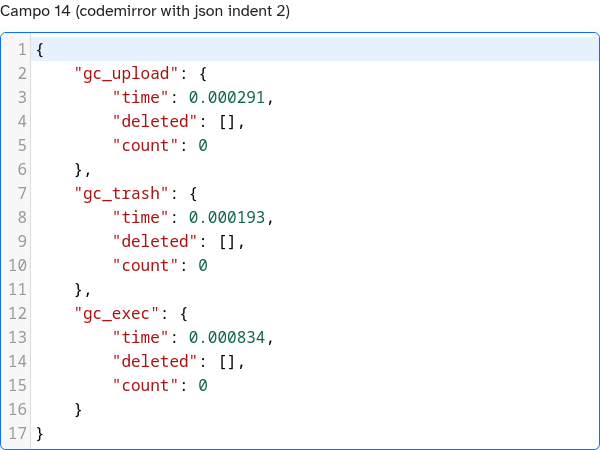 Campo 14 (codemirror with json indent 2)
1 {
2     "gc_upload": {
3         "time": 0.000291,
4         "deleted": [],
5         "count": 0
6     },
7     "gc_trash": {
8         "time": 0.000193,
9         "deleted": [],
10         "count": 0
11     },
12     "gc_exec": {
13         "time": 0.000834,
14         "deleted": [],
15         "count": 0
16     }
17 }